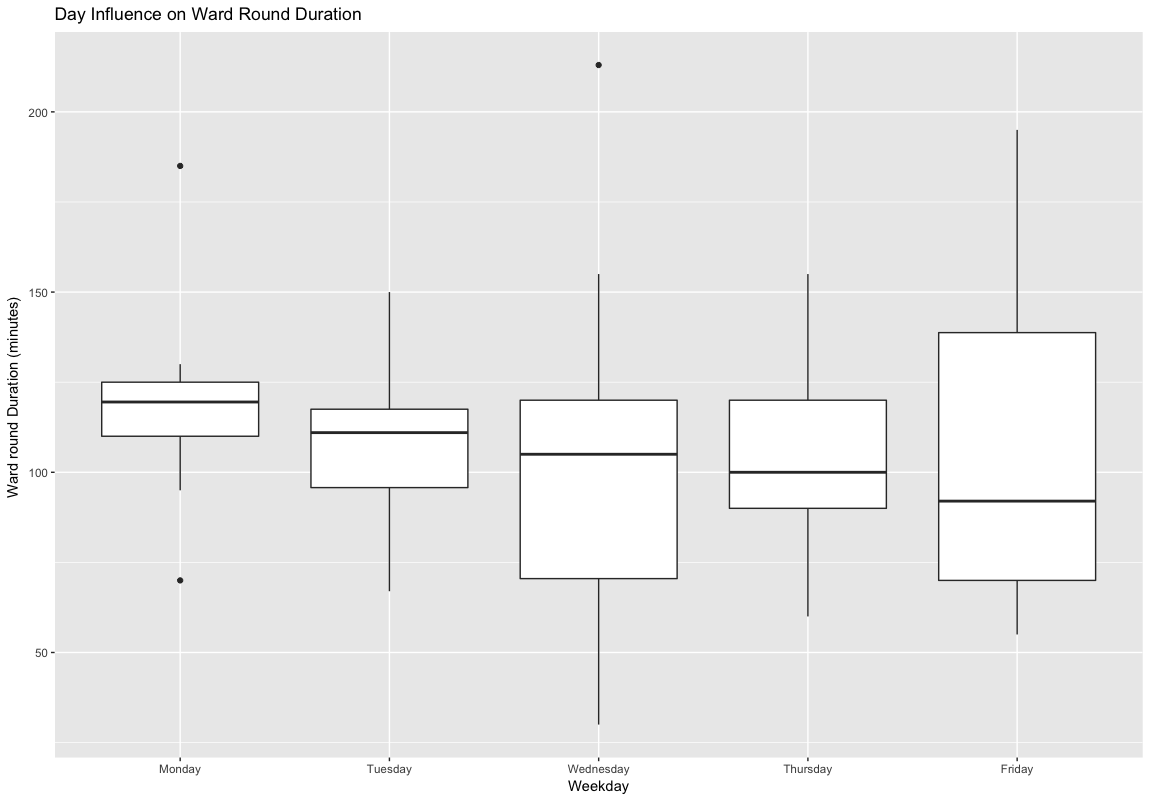 Day Influence on Ward Round Duration
Ward round Duration (minutes)
200
150
100
50
Monday
Tuesday
Wednesday
Thursday
Friday
Weekday